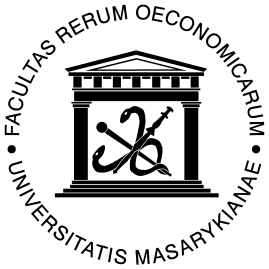 FACULTAS RERUM OECONOMICARUM
UNIVERSITATIS MASARYKIANAE